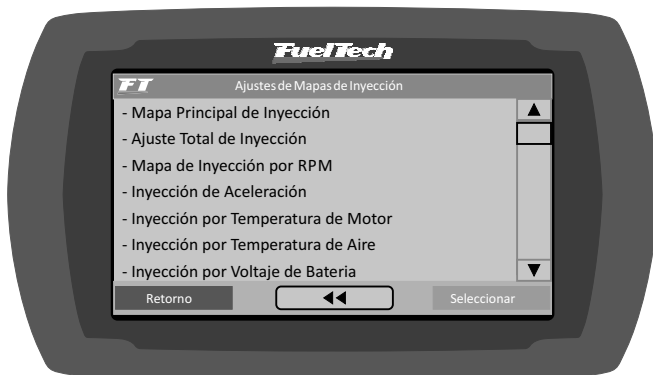 FuelTech
FT Ajustes de Mapas de Inyección
- Mapa Principal de Inyección
- Ajuste Total de Inyección
- Mapa de Inyección por RPM
- Inyección de Aceleración
- Inyección por Temperatura de Motor
- Inyección por Temperatura de Aire
- Inyección por Voltaje de Bateria
Retorno Seleccionar